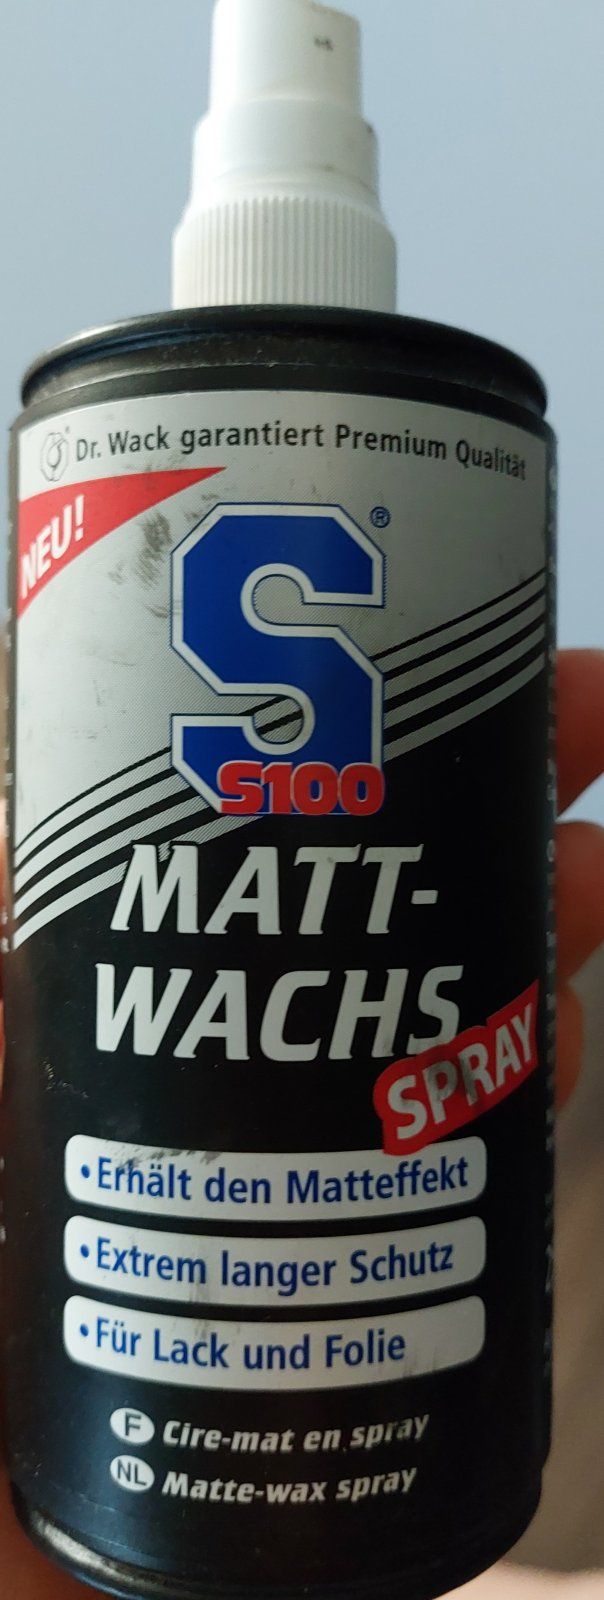 Dr. Wack garantiert Premium Qualität
NEU!
S®
S100
MATT-
WACHS
SPRAY
• Erhält den Matteffekt
• Extrem langer Schutz
• Für Lack und Folie
F Cire-mat en spray
NL Matte-wax spray